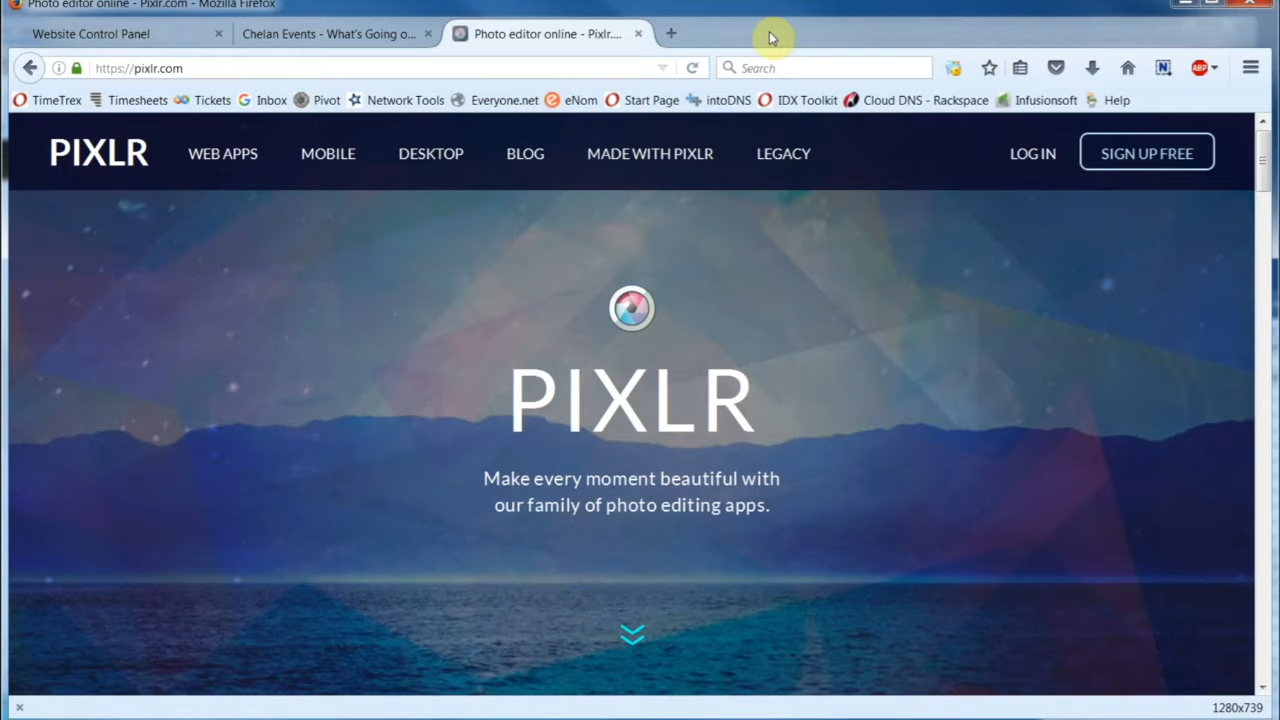 Photo editor online - Pixlr.com - Mozilla Firefox
Website Control Panel
Chelan Events - What's Going o...
Photo editor online - Pixlr....
https://pixlr.com
Search
N
ABP
TimeTrex Timesheets Tickets Inbox Pivot Network Tools Everyone.net eNom Start Page intoDNS IDX Toolkit Cloud DNS - Rackspace Infusionsoft Help
PIXLR WEB APPS MOBILE DESKTOP BLOG MADE WITH PIXLR LEGACY LOG IN SIGN UP FREE
PIXLR
Make every moment beautiful with
our family of photo editing apps.
1280x739